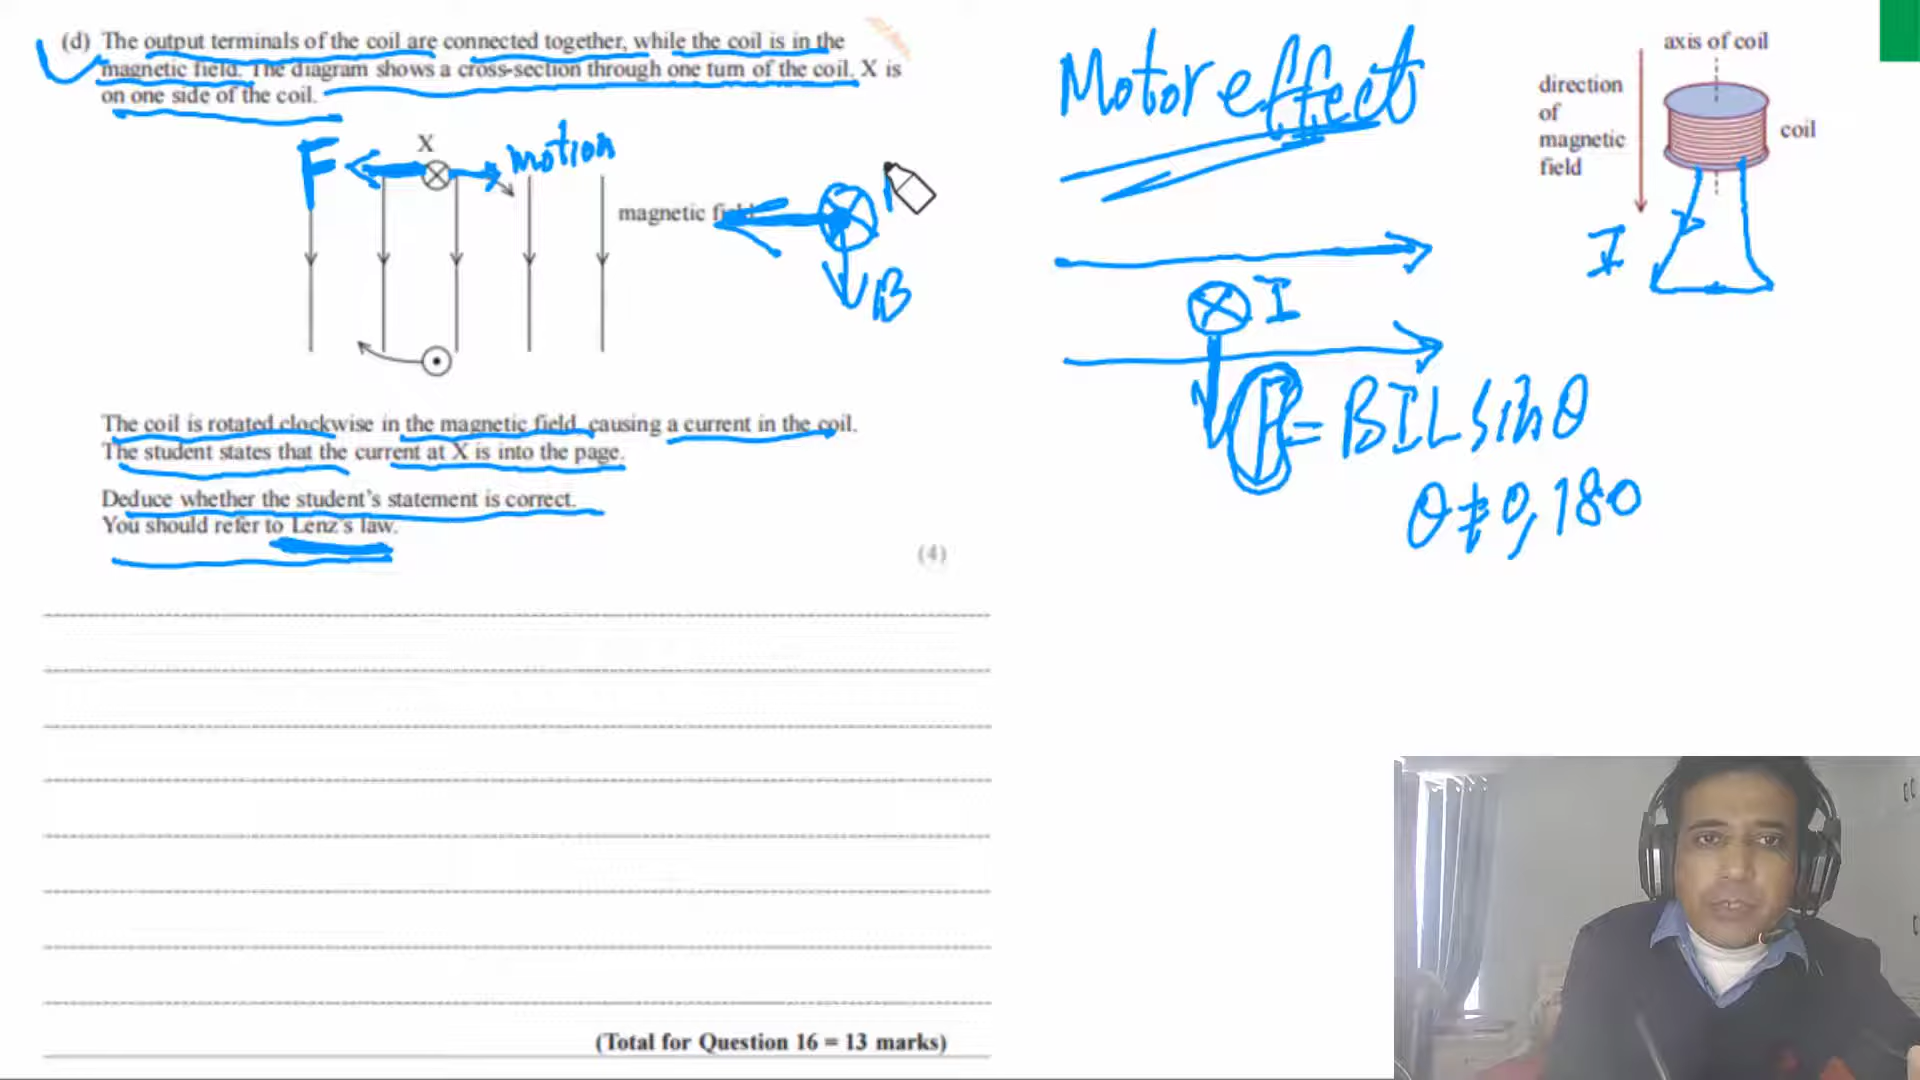 (d) The output terminals of the coil are connected together, while the coil is in the
magnetic field. The diagram shows a cross-section through one turn of the coil. X is
on one side of the coil.
X
F
motion
magnetic
B
The coil is rotated clockwise in the magnetic field, causing a current in the coil.
The student states that the current at X is into the page.
Deduce whether the student's statement is correct.
You should refer to Lenz's law.
(4)
(Total for Question 16 = 13 marks)
Motor effect
I
F = BILsinθ
θ≠0,180
axis of coil
direction
of
magnetic
field
coil
I